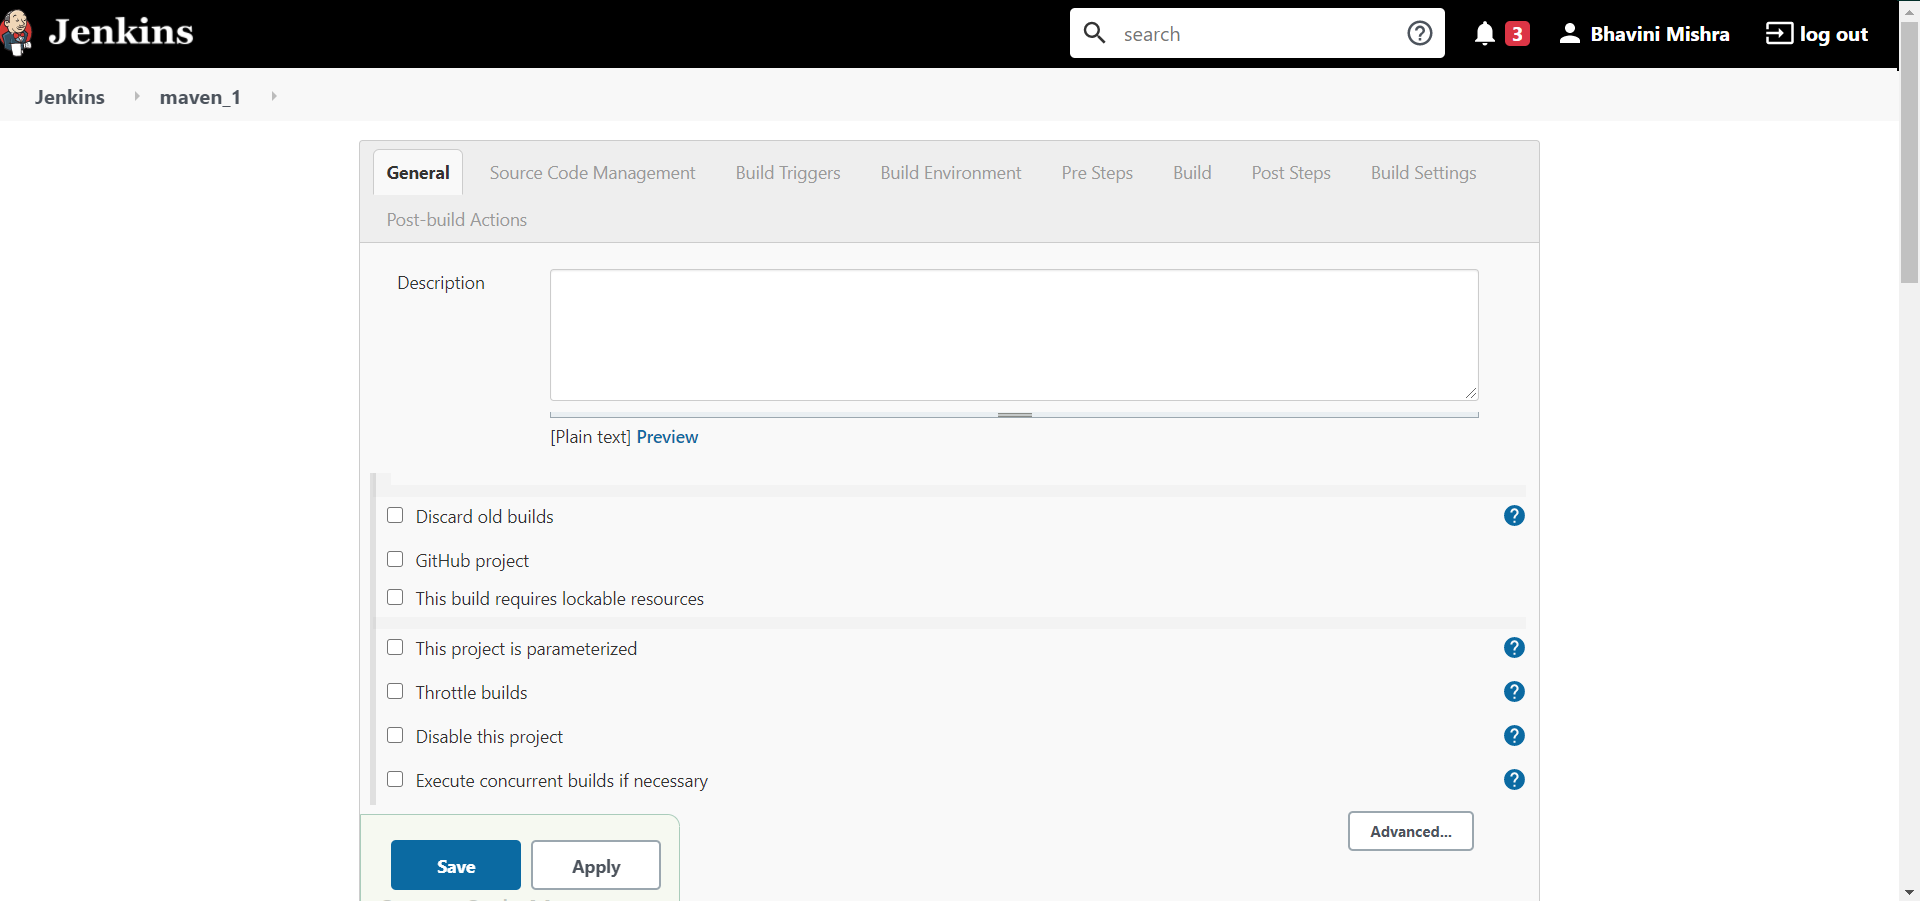 Jenkins
search
3
Bhavini Mishra
log out
Jenkins
maven_1
General
Source Code Management
Build Triggers
Build Environment
Pre Steps
Build
Post Steps
Build Settings
Post-build Actions
Description
[Plain text] Preview
Discard old builds
GitHub project
This build requires lockable resources
This project is parameterized
Throttle builds
Disable this project
Execute concurrent builds if necessary
Advanced...
Save
Apply